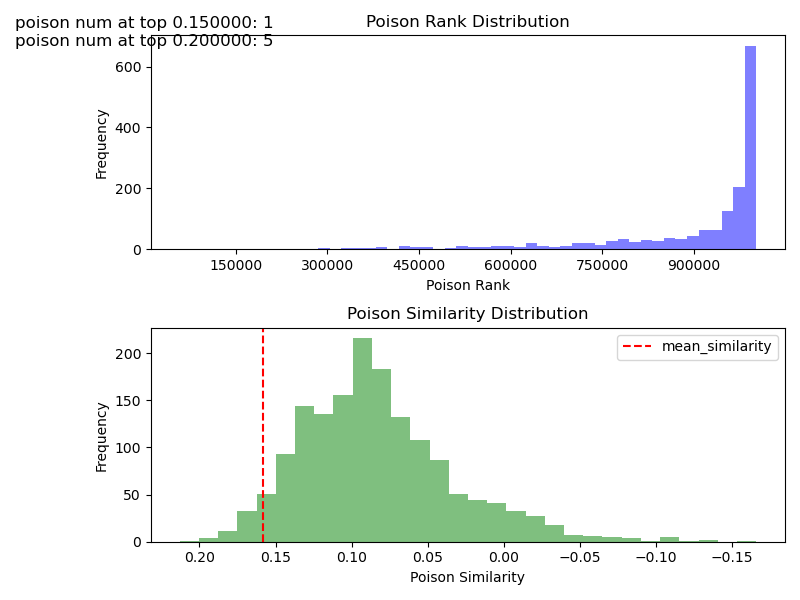 poison num at top 0.150000: 1
poison num at top 0.200000: 5
Poison Rank Distribution
600
400
200
0
Frequency
150000 300000 450000 600000 750000 900000
Poison Rank
Poison Similarity Distribution
mean_similarity
200
150
100
50
0
Frequency
0.20 0.15 0.10 0.05 0.00 −0.05 −0.10 −0.15
Poison Similarity